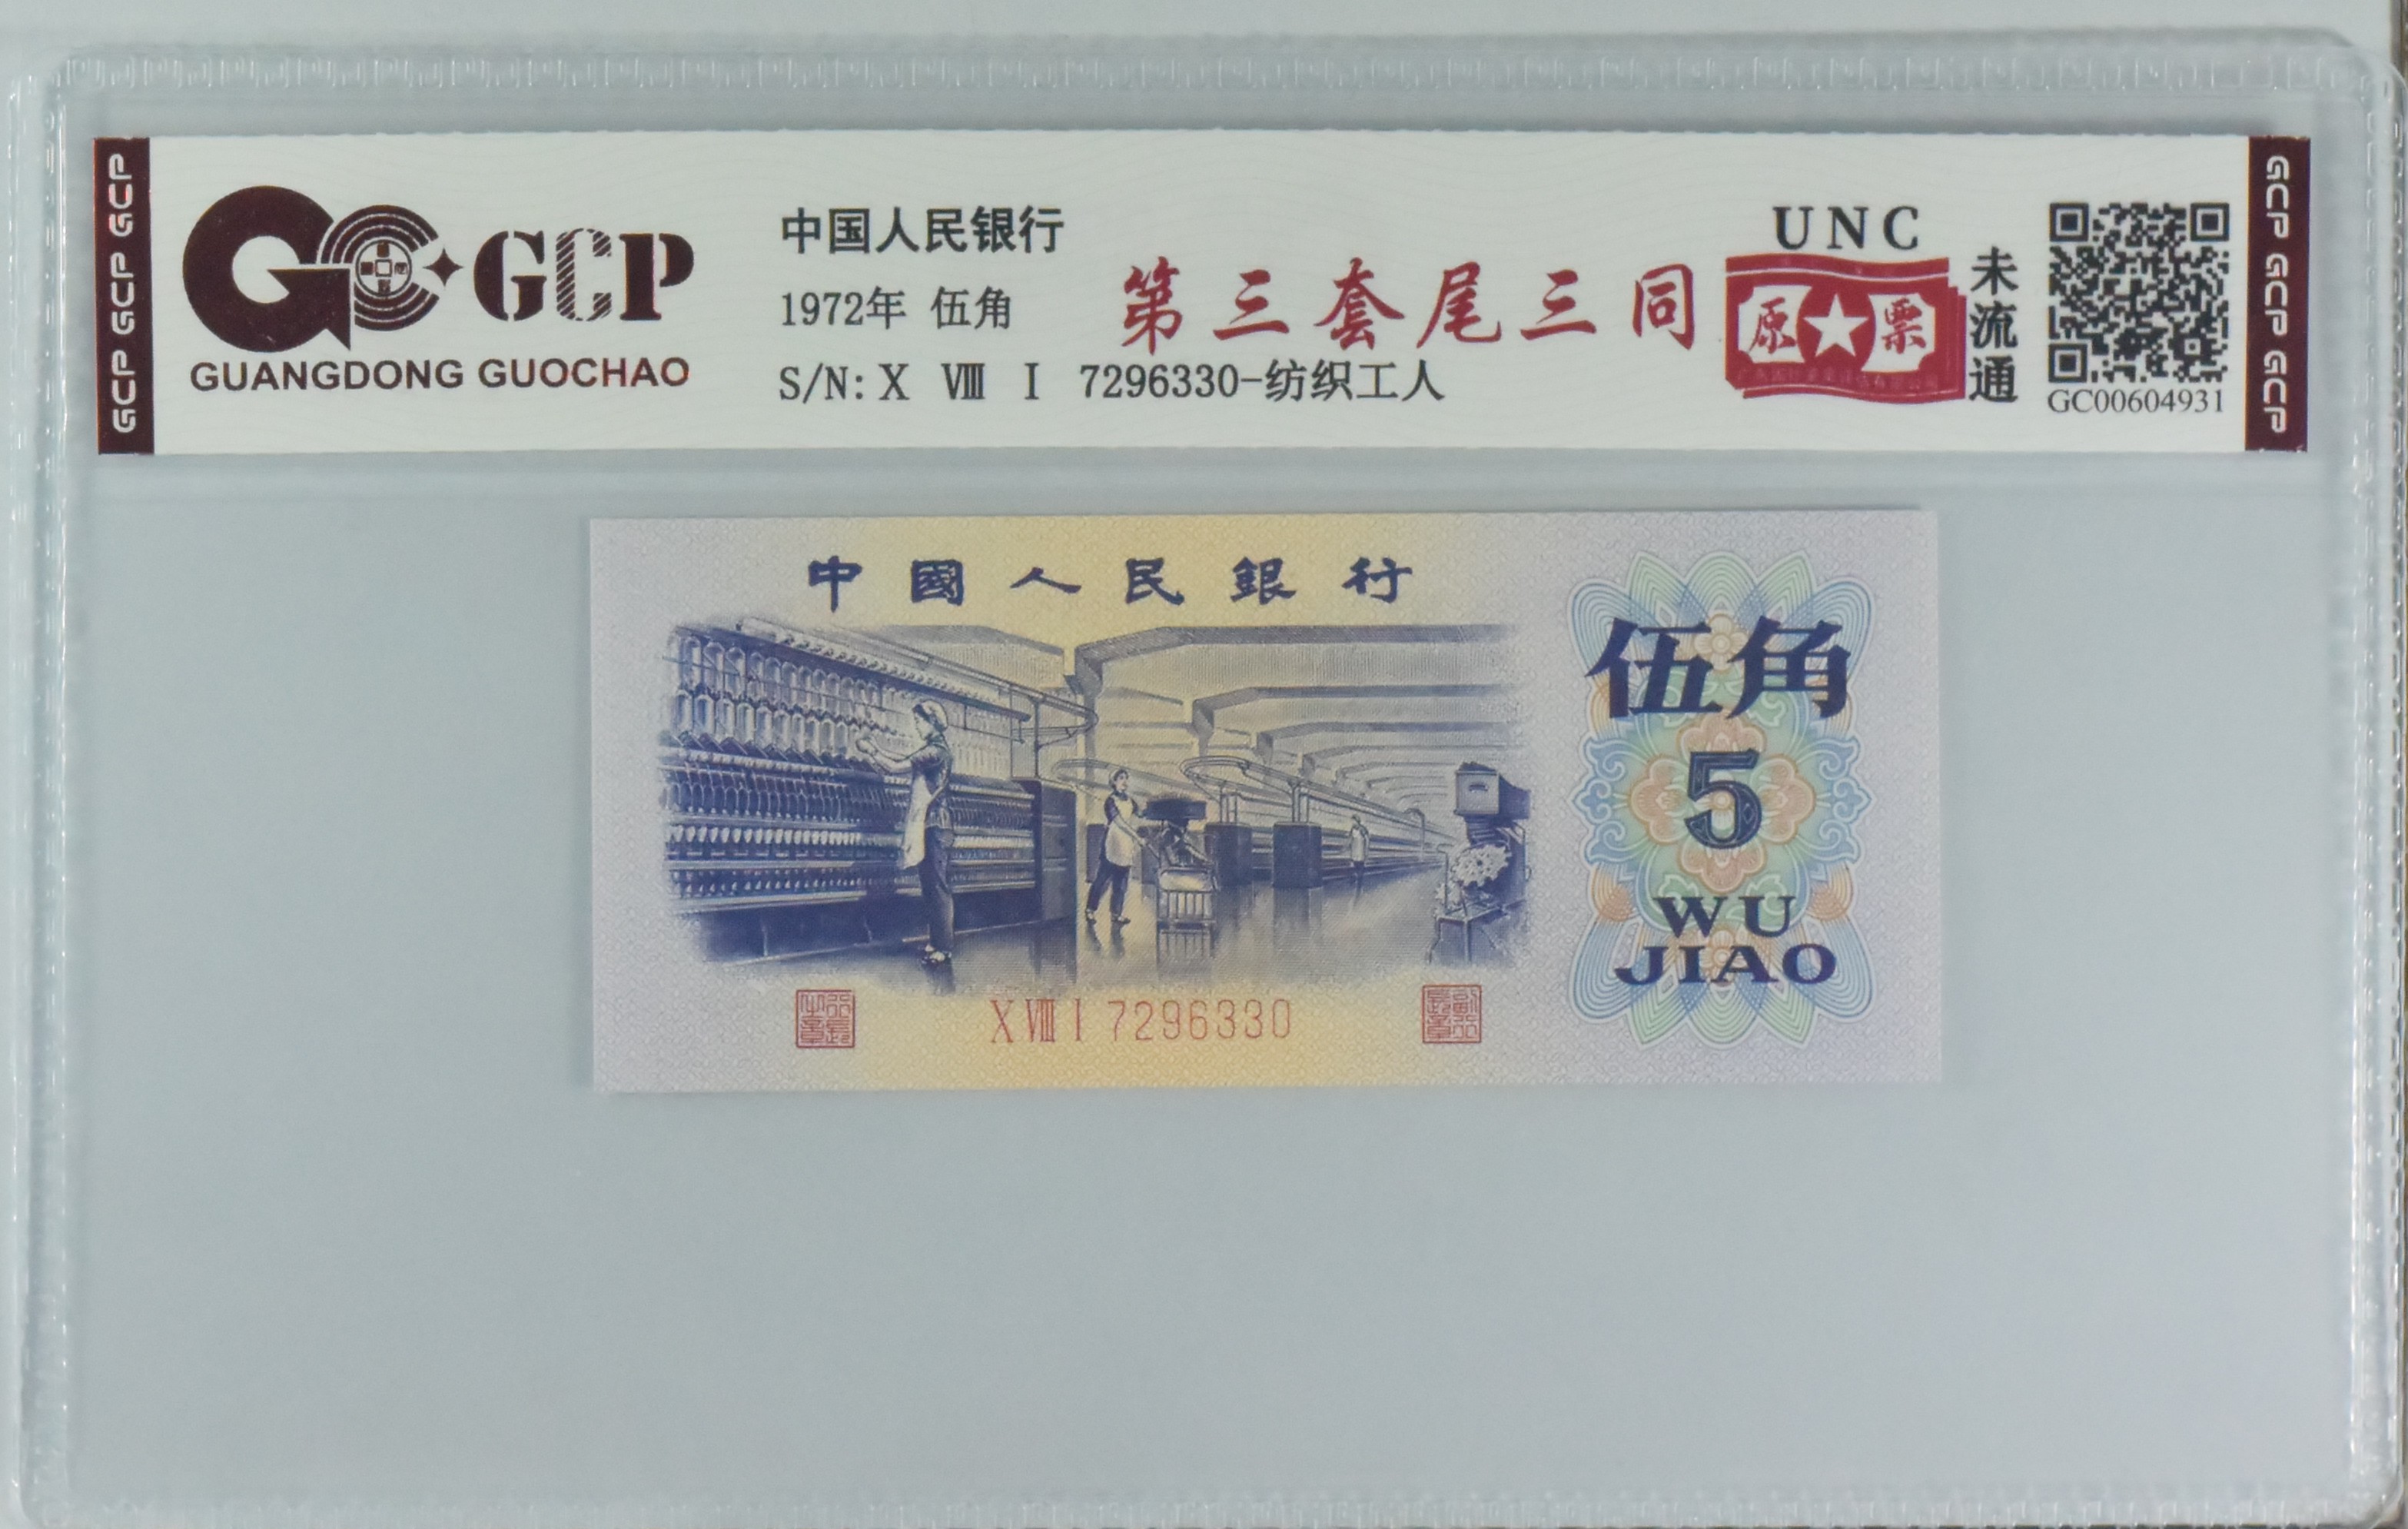 GCP GCP GCP
GCP
GUANGDONG GUOCHAO
中国人民银行
1972年 伍角
S/N: X VIII I 7296330-纺织工人
第三套尾三同
UNC
原★票
未流通
GC00604931
GCP GCP GCP
中國人民銀行
伍角
5
WU
JIAO
X VIII I 7296330